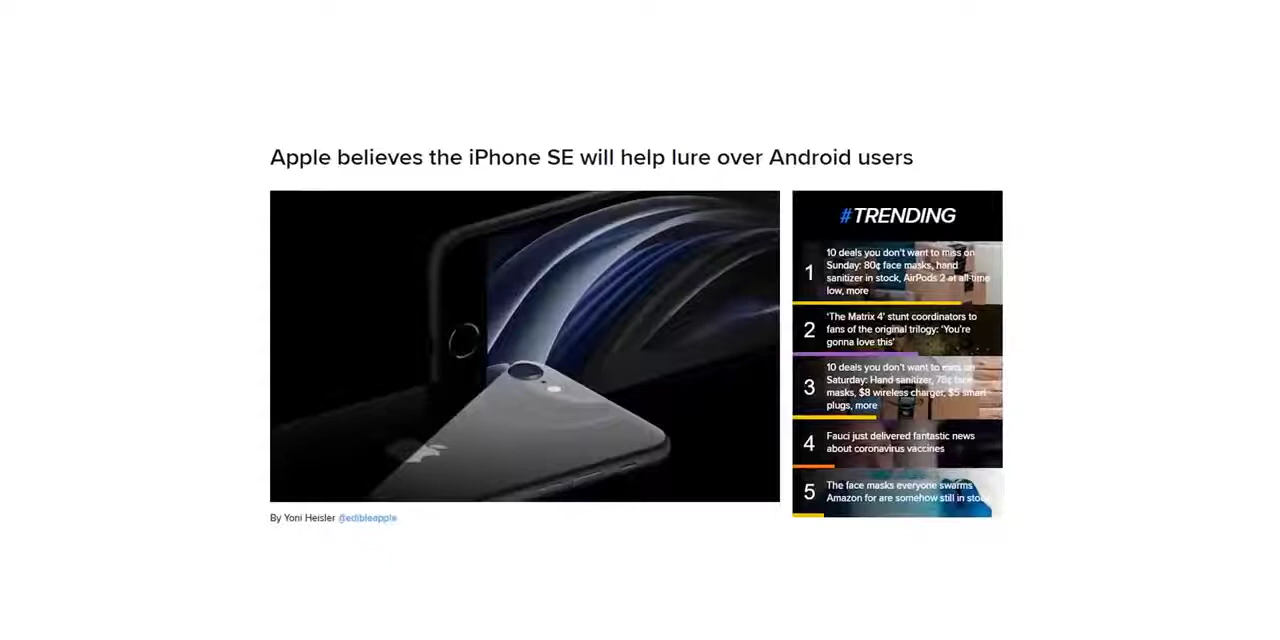 Apple believes the iPhone SE will help lure over Android users
#TRENDING
1
10 deals you don't want to miss on
Sunday: 80¢ face masks, hand
sanitizer in stock, AirPods 2 at all-time
low, more
2
'The Matrix 4' stunt coordinators to
fans of the original trilogy: 'You're
gonna love this'
3
10 deals you don't want to miss on
Saturday: Hand sanitizer, 78¢ face
masks, $8 wireless charger, $5 smart
plugs, more
4
Fauci just delivered fantastic news
about coronavirus vaccines
5
The face masks everyone swarms
Amazon for are somehow still in stock
By Yoni Heisler @edibleapple